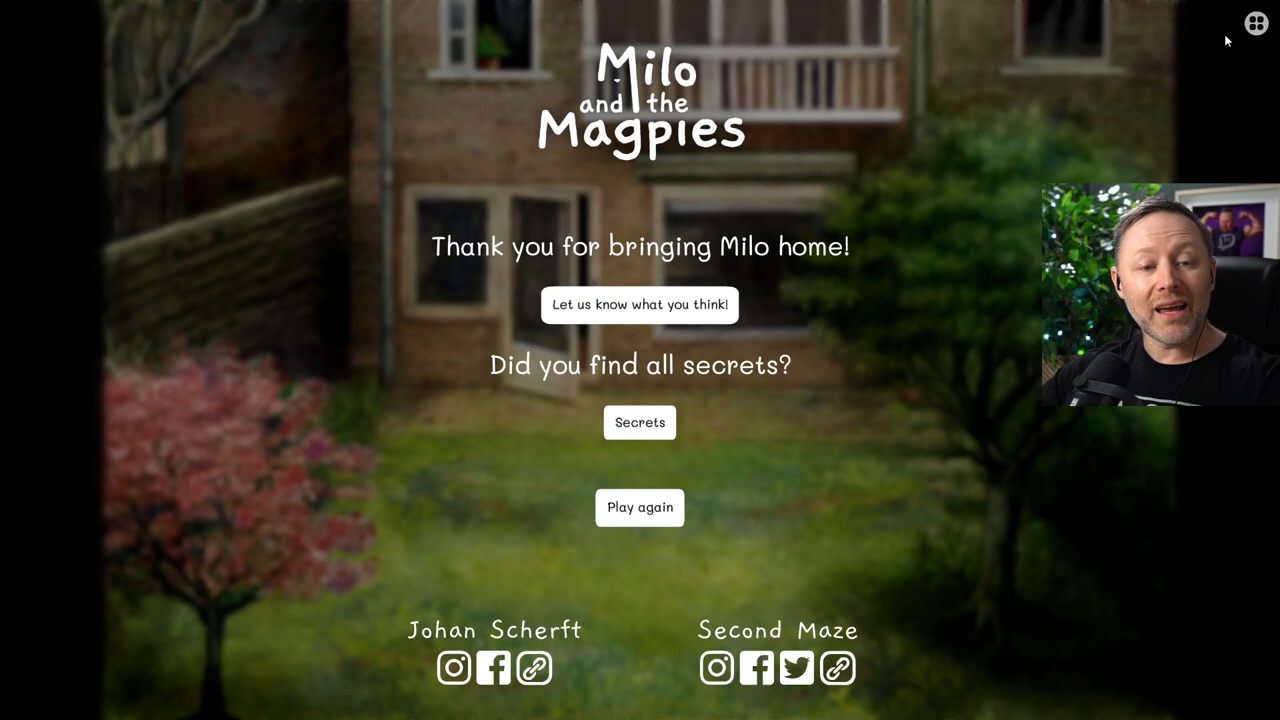 Milo
and the
Magpies
Thank you for bringing Milo home!
Let us know what you think!
Did you find all secrets?
Secrets
Play again
Johan Scherft
Second Maze